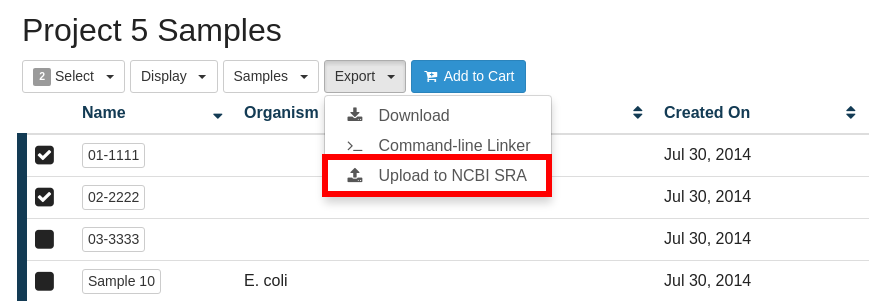 Project 5 Samples
2 Select Display Samples Export Add to Cart
Name Organism Created On
Download
Command-line Linker
Upload to NCBI SRA
01-1111 Jul 30, 2014
02-2222 Jul 30, 2014
03-3333 Jul 30, 2014
Sample 10 E. coli Jul 30, 2014